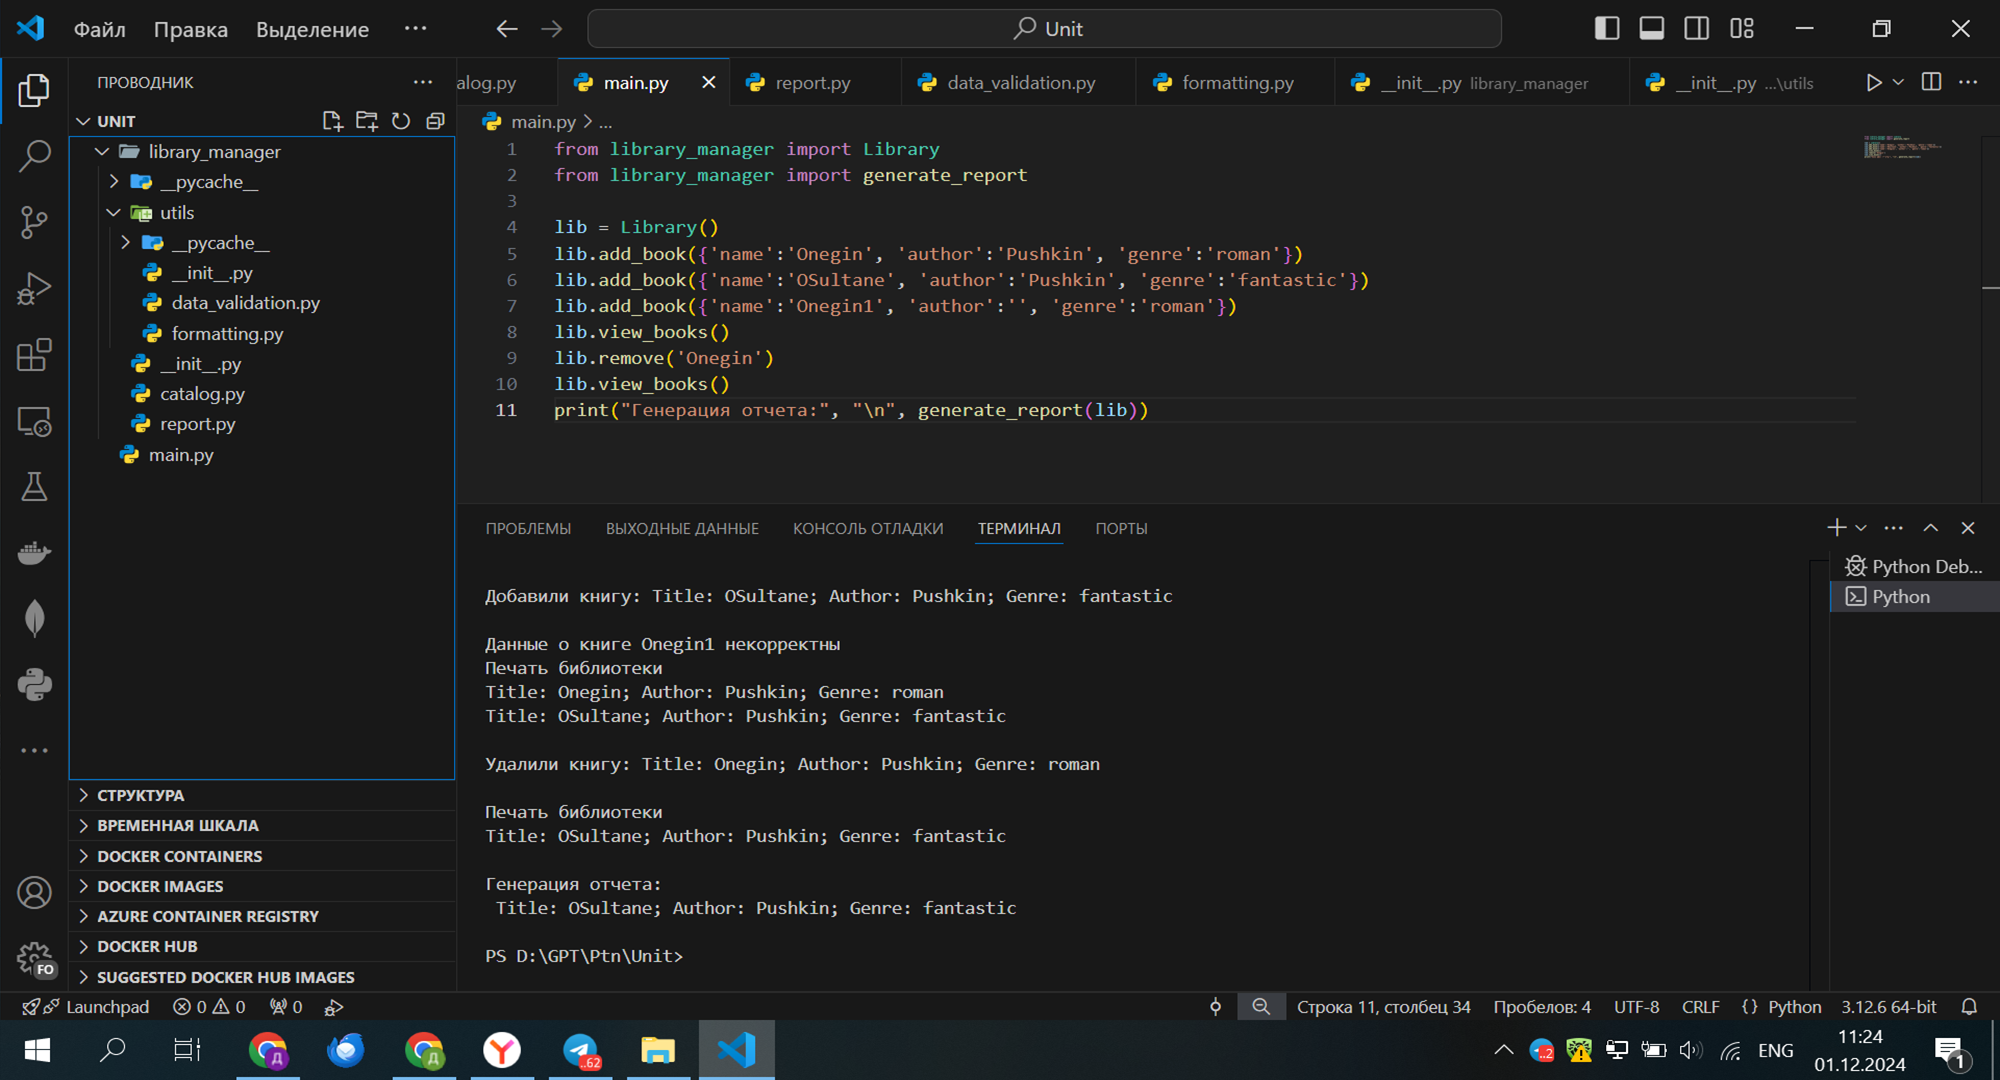 Файл Правка Выделение ··· Unit
ПРОВОДНИК ···
alog.py main.py report.py data_validation.py formatting.py __init__.py library_manager __init__.py ...\utils
UNIT
main.py > ...
library_manager
__pycache__
utils
__pycache__
__init__.py
data_validation.py
formatting.py
__init__.py
catalog.py
report.py
main.py
СТРУКТУРА
ВРЕМЕННАЯ ШКАЛА
DOCKER CONTAINERS
DOCKER IMAGES
AZURE CONTAINER REGISTRY
DOCKER HUB
SUGGESTED DOCKER HUB IMAGES
FO
1 from library_manager import Library
2 from library_manager import generate_report
3
4 lib = Library()
5 lib.add_book({'name':'Onegin', 'author':'Pushkin', 'genre':'roman'})
6 lib.add_book({'name':'OSultane', 'author':'Pushkin', 'genre':'fantastic'})
7 lib.add_book({'name':'Onegin1', 'author':'', 'genre':'roman'})
8 lib.view_books()
9 lib.remove('Onegin')
10 lib.view_books()
11 print("Генерация отчета:", "\n", generate_report(lib))
ПРОБЛЕМЫ ВЫХОДНЫЕ ДАННЫЕ КОНСОЛЬ ОТЛАДКИ ТЕРМИНАЛ ПОРТЫ
Python Deb...
Python
Добавили книгу: Title: OSultane; Author: Pushkin; Genre: fantastic
Данные о книге Onegin1 некорректны
Печать библиотеки
Title: Onegin; Author: Pushkin; Genre: roman
Title: OSultane; Author: Pushkin; Genre: fantastic
Удалили книгу: Title: Onegin; Author: Pushkin; Genre: roman
Печать библиотеки
Title: OSultane; Author: Pushkin; Genre: fantastic
Генерация отчета:
Title: OSultane; Author: Pushkin; Genre: fantastic
PS D:\GPT\Ptn\Unit>
Launchpad 0 0 0 Строка 11, столбец 34 Пробелов: 4 UTF-8 CRLF {} Python 3.12.6 64-bit
Д Д Y ..62 ..2 ENG 11:24 01.12.2024 1